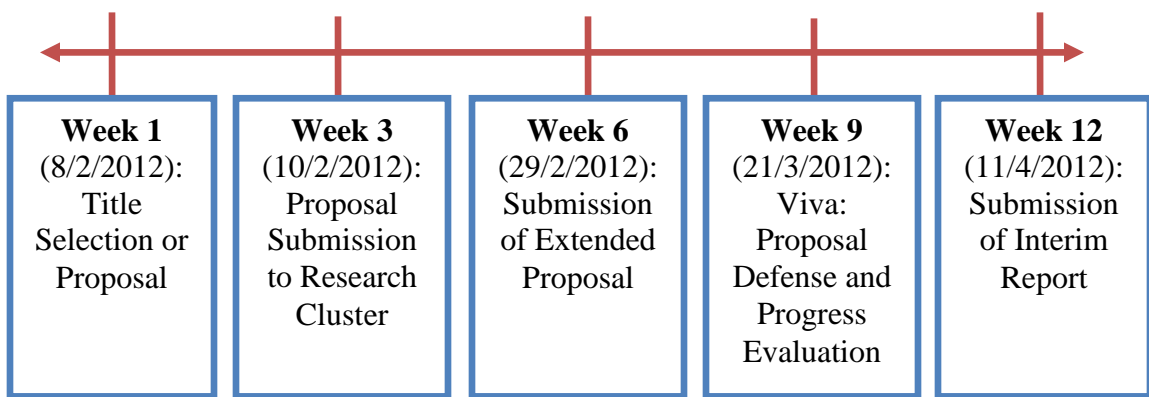 Week 1
(8/2/2012):
Title
Selection or
Proposal
Week 3
(10/2/2012):
Proposal
Submission
to Research
Cluster
Week 6
(29/2/2012):
Submission
of Extended
Proposal
Week 9
(21/3/2012):
Viva:
Proposal
Defense and
Progress
Evaluation
Week 12
(11/4/2012):
Submission
of Interim
Report